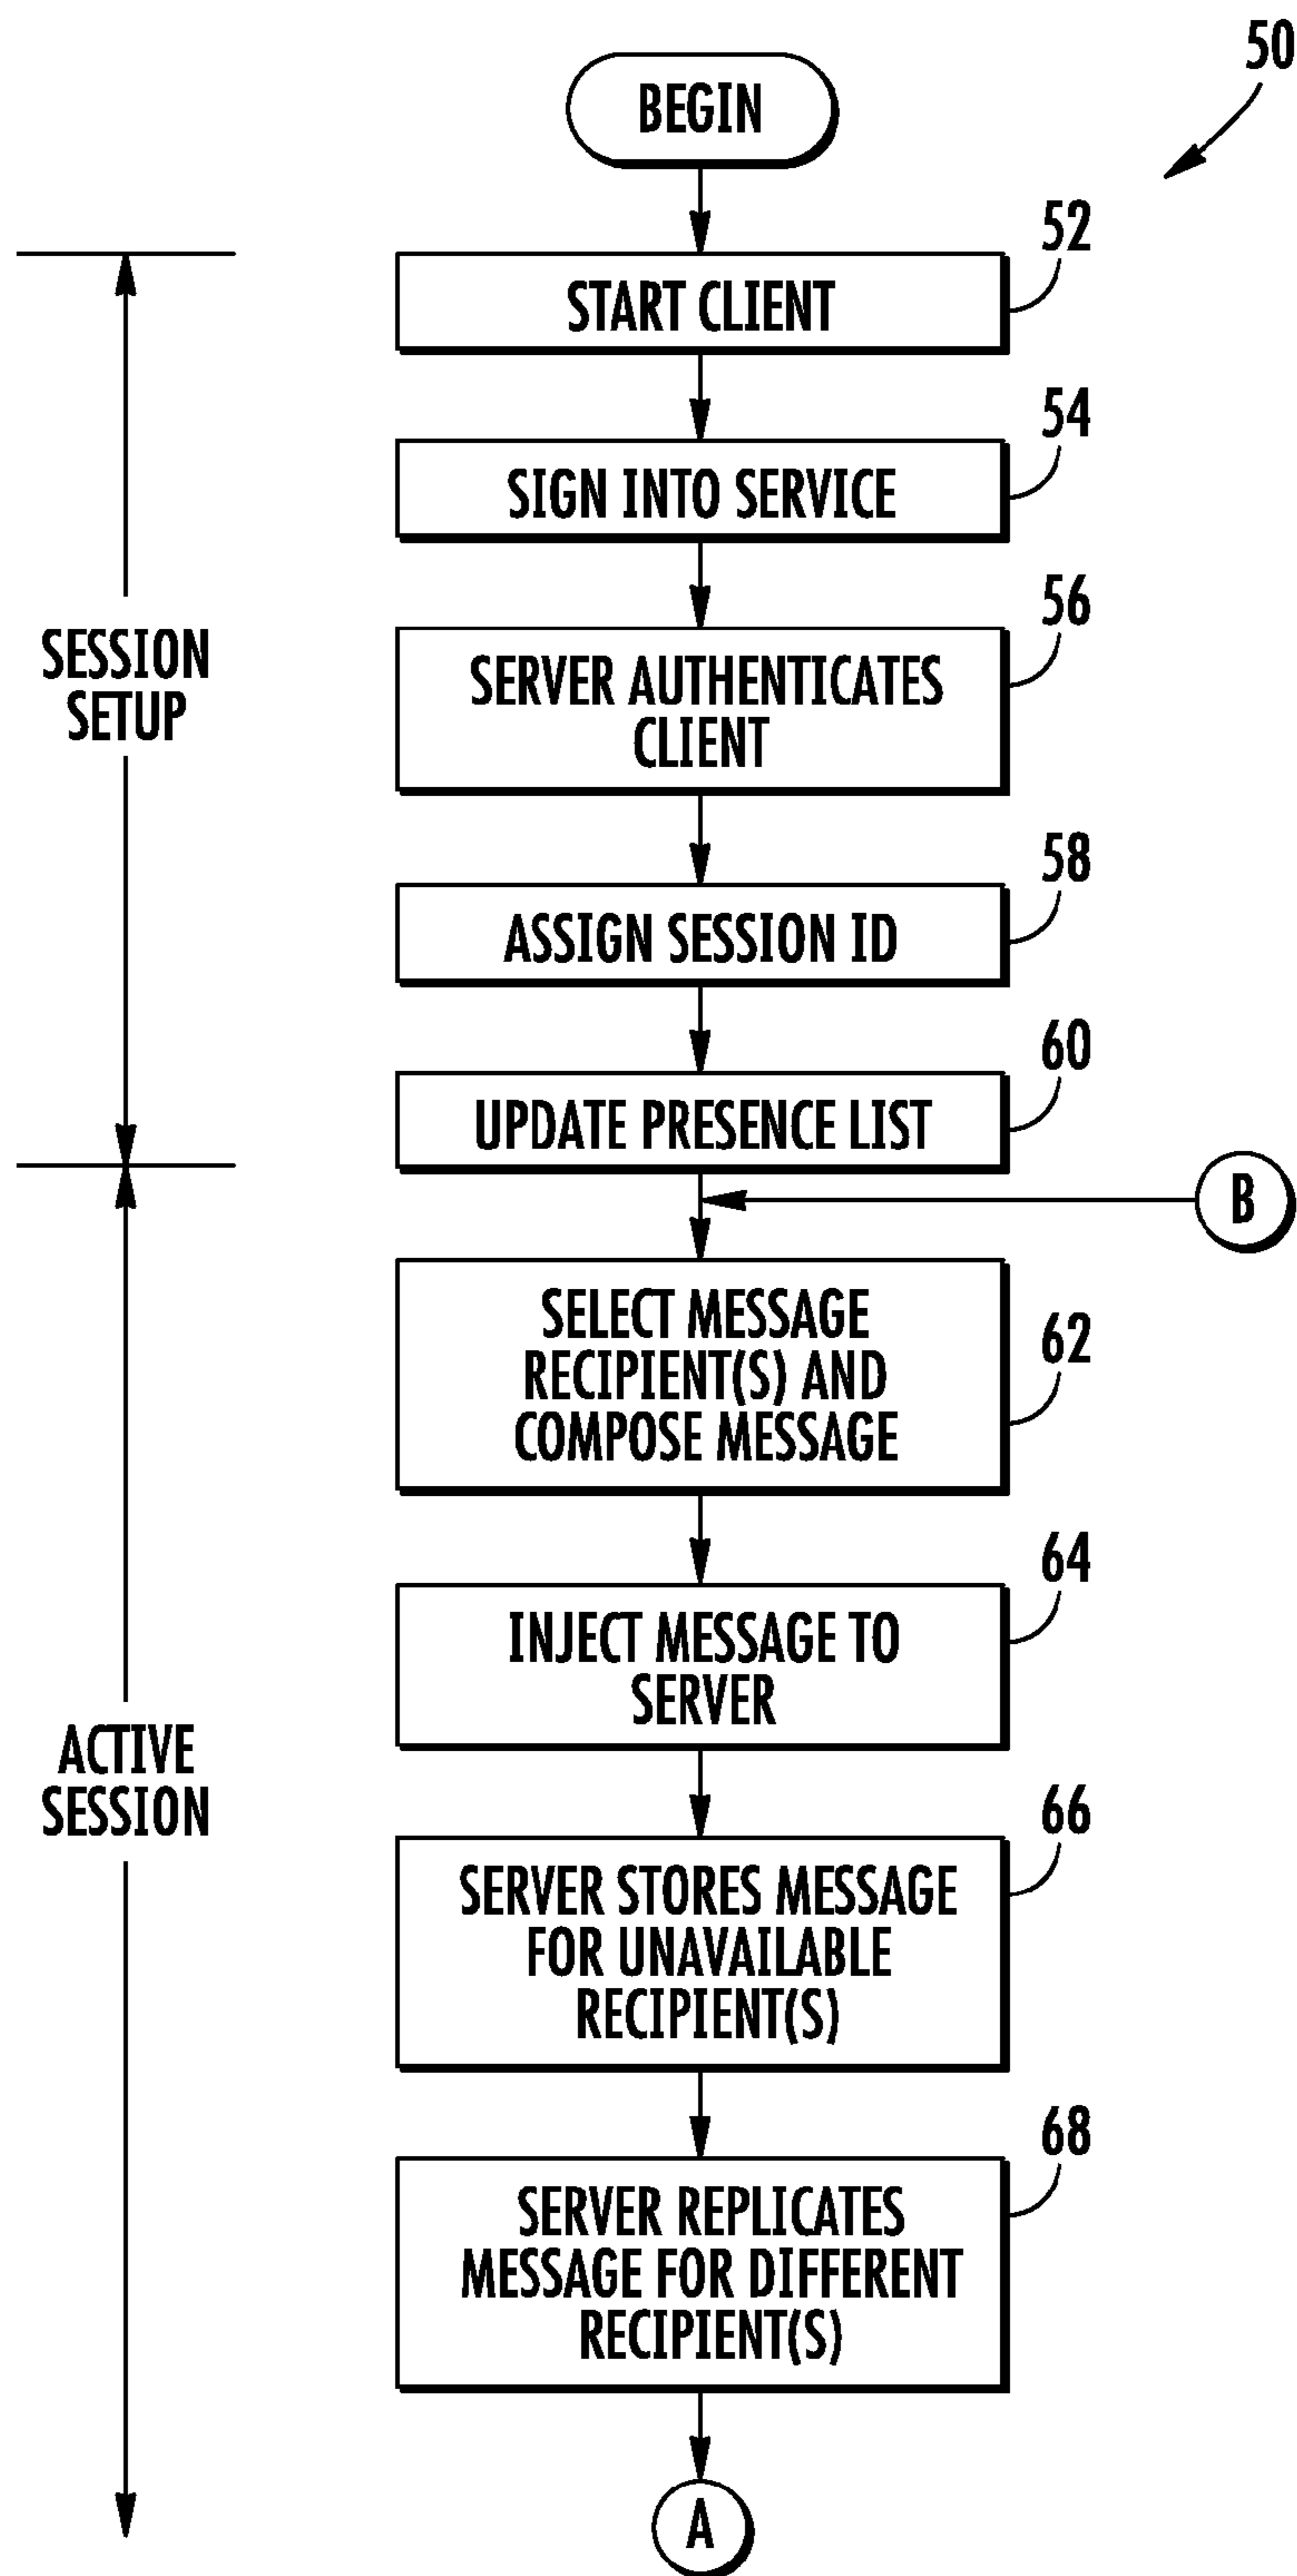 50
BEGIN
52
START CLIENT
54
SIGN INTO SERVICE
56
SERVER AUTHENTICATES
CLIENT
SESSION
SETUP
58
ASSIGN SESSION ID
60
UPDATE PRESENCE LIST
B
62
SELECT MESSAGE
RECIPIENT(S) AND
COMPOSE MESSAGE
64
INJECT MESSAGE TO
SERVER
ACTIVE
SESSION
66
SERVER STORES MESSAGE
FOR UNAVAILABLE
RECIPIENT(S)
68
SERVER REPLICATES
MESSAGE FOR DIFFERENT
RECIPIENT(S)
A